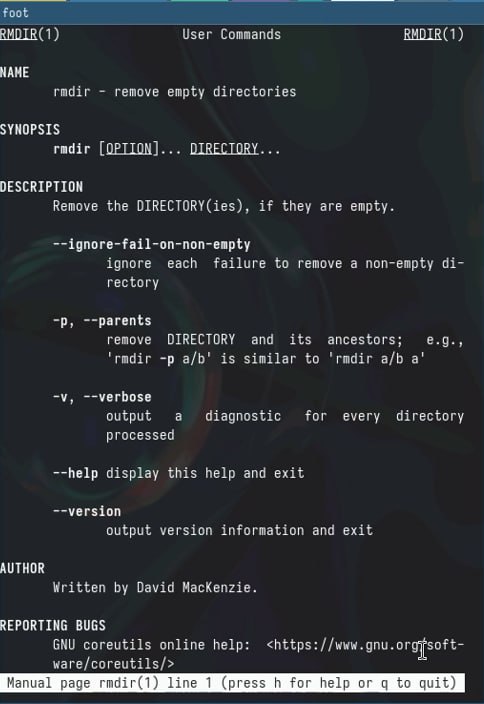 foot
RMDIR(1) User Commands RMDIR(1)
NAME
rmdir - remove empty directories
SYNOPSIS
rmdir [OPTION]... DIRECTORY...
DESCRIPTION
Remove the DIRECTORY(ies), if they are empty.
--ignore-fail-on-non-empty
ignore each failure to remove a non-empty di-
rectory
-p, --parents
remove DIRECTORY and its ancestors; e.g.,
'rmdir -p a/b' is similar to 'rmdir a/b a'
-v, --verbose
output a diagnostic for every directory
processed
--help display this help and exit
--version
output version information and exit
AUTHOR
Written by David MacKenzie.
REPORTING BUGS
GNU coreutils online help: <https://www.gnu.org/soft-
ware/coreutils/>
Manual page rmdir(1) line 1 (press h for help or q to quit)